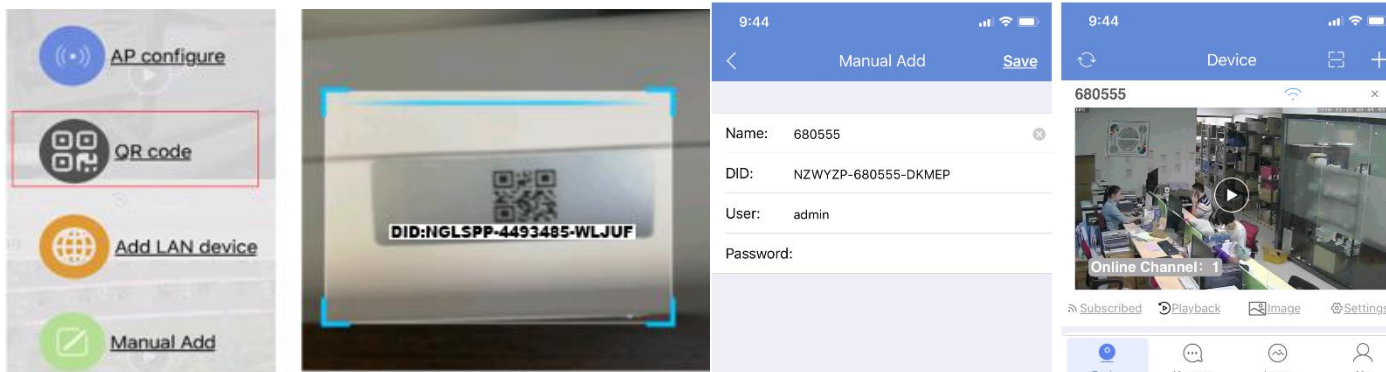 AP configure
QR code
Add LAN device
Manual Add
DID:NGLSPP-4493485-WLJUF
9:44
Manual Add
Save
Name: 680555
DID: NZWYZP-680555-DKMEP
User: admin
Password:
9:44
Device
680555
Online Channel: 1
Subscribed
Playback
Image
Settings